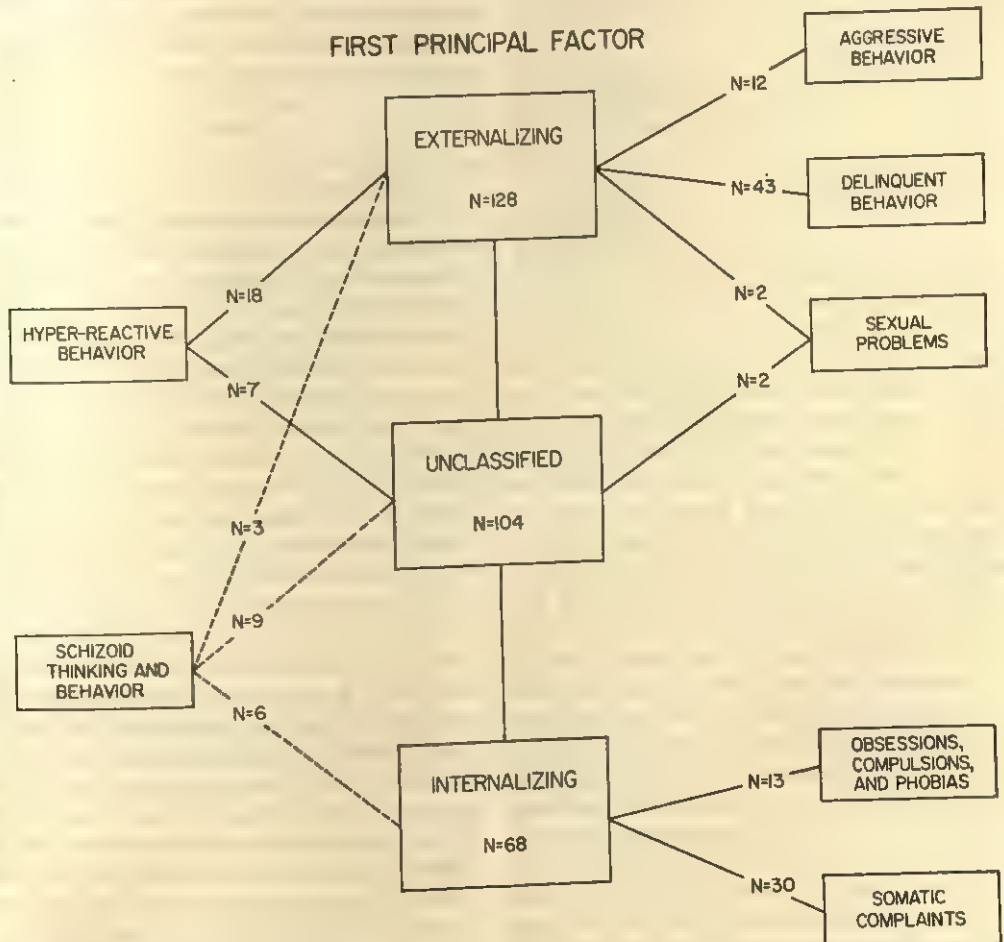 FIRST PRINCIPAL FACTOR
AGGRESSIVE
BEHAVIOR
N=12
EXTERNALIZING
N=128
N=43
DELINQUENT
BEHAVIOR
N=18
N=2
HYPER-REACTIVE
BEHAVIOR
SEXUAL
PROBLEMS
N=7
N=2
UNCLASSIFIED
N=104
N=3
N=9
SCHIZOID
THINKING AND
BEHAVIOR
N=6
INTERNALIZING
N=68
OBSESSIONS,
COMPULSIONS,
AND PHOBIAS
N=13
N=30
SOMATIC
COMPLAINTS